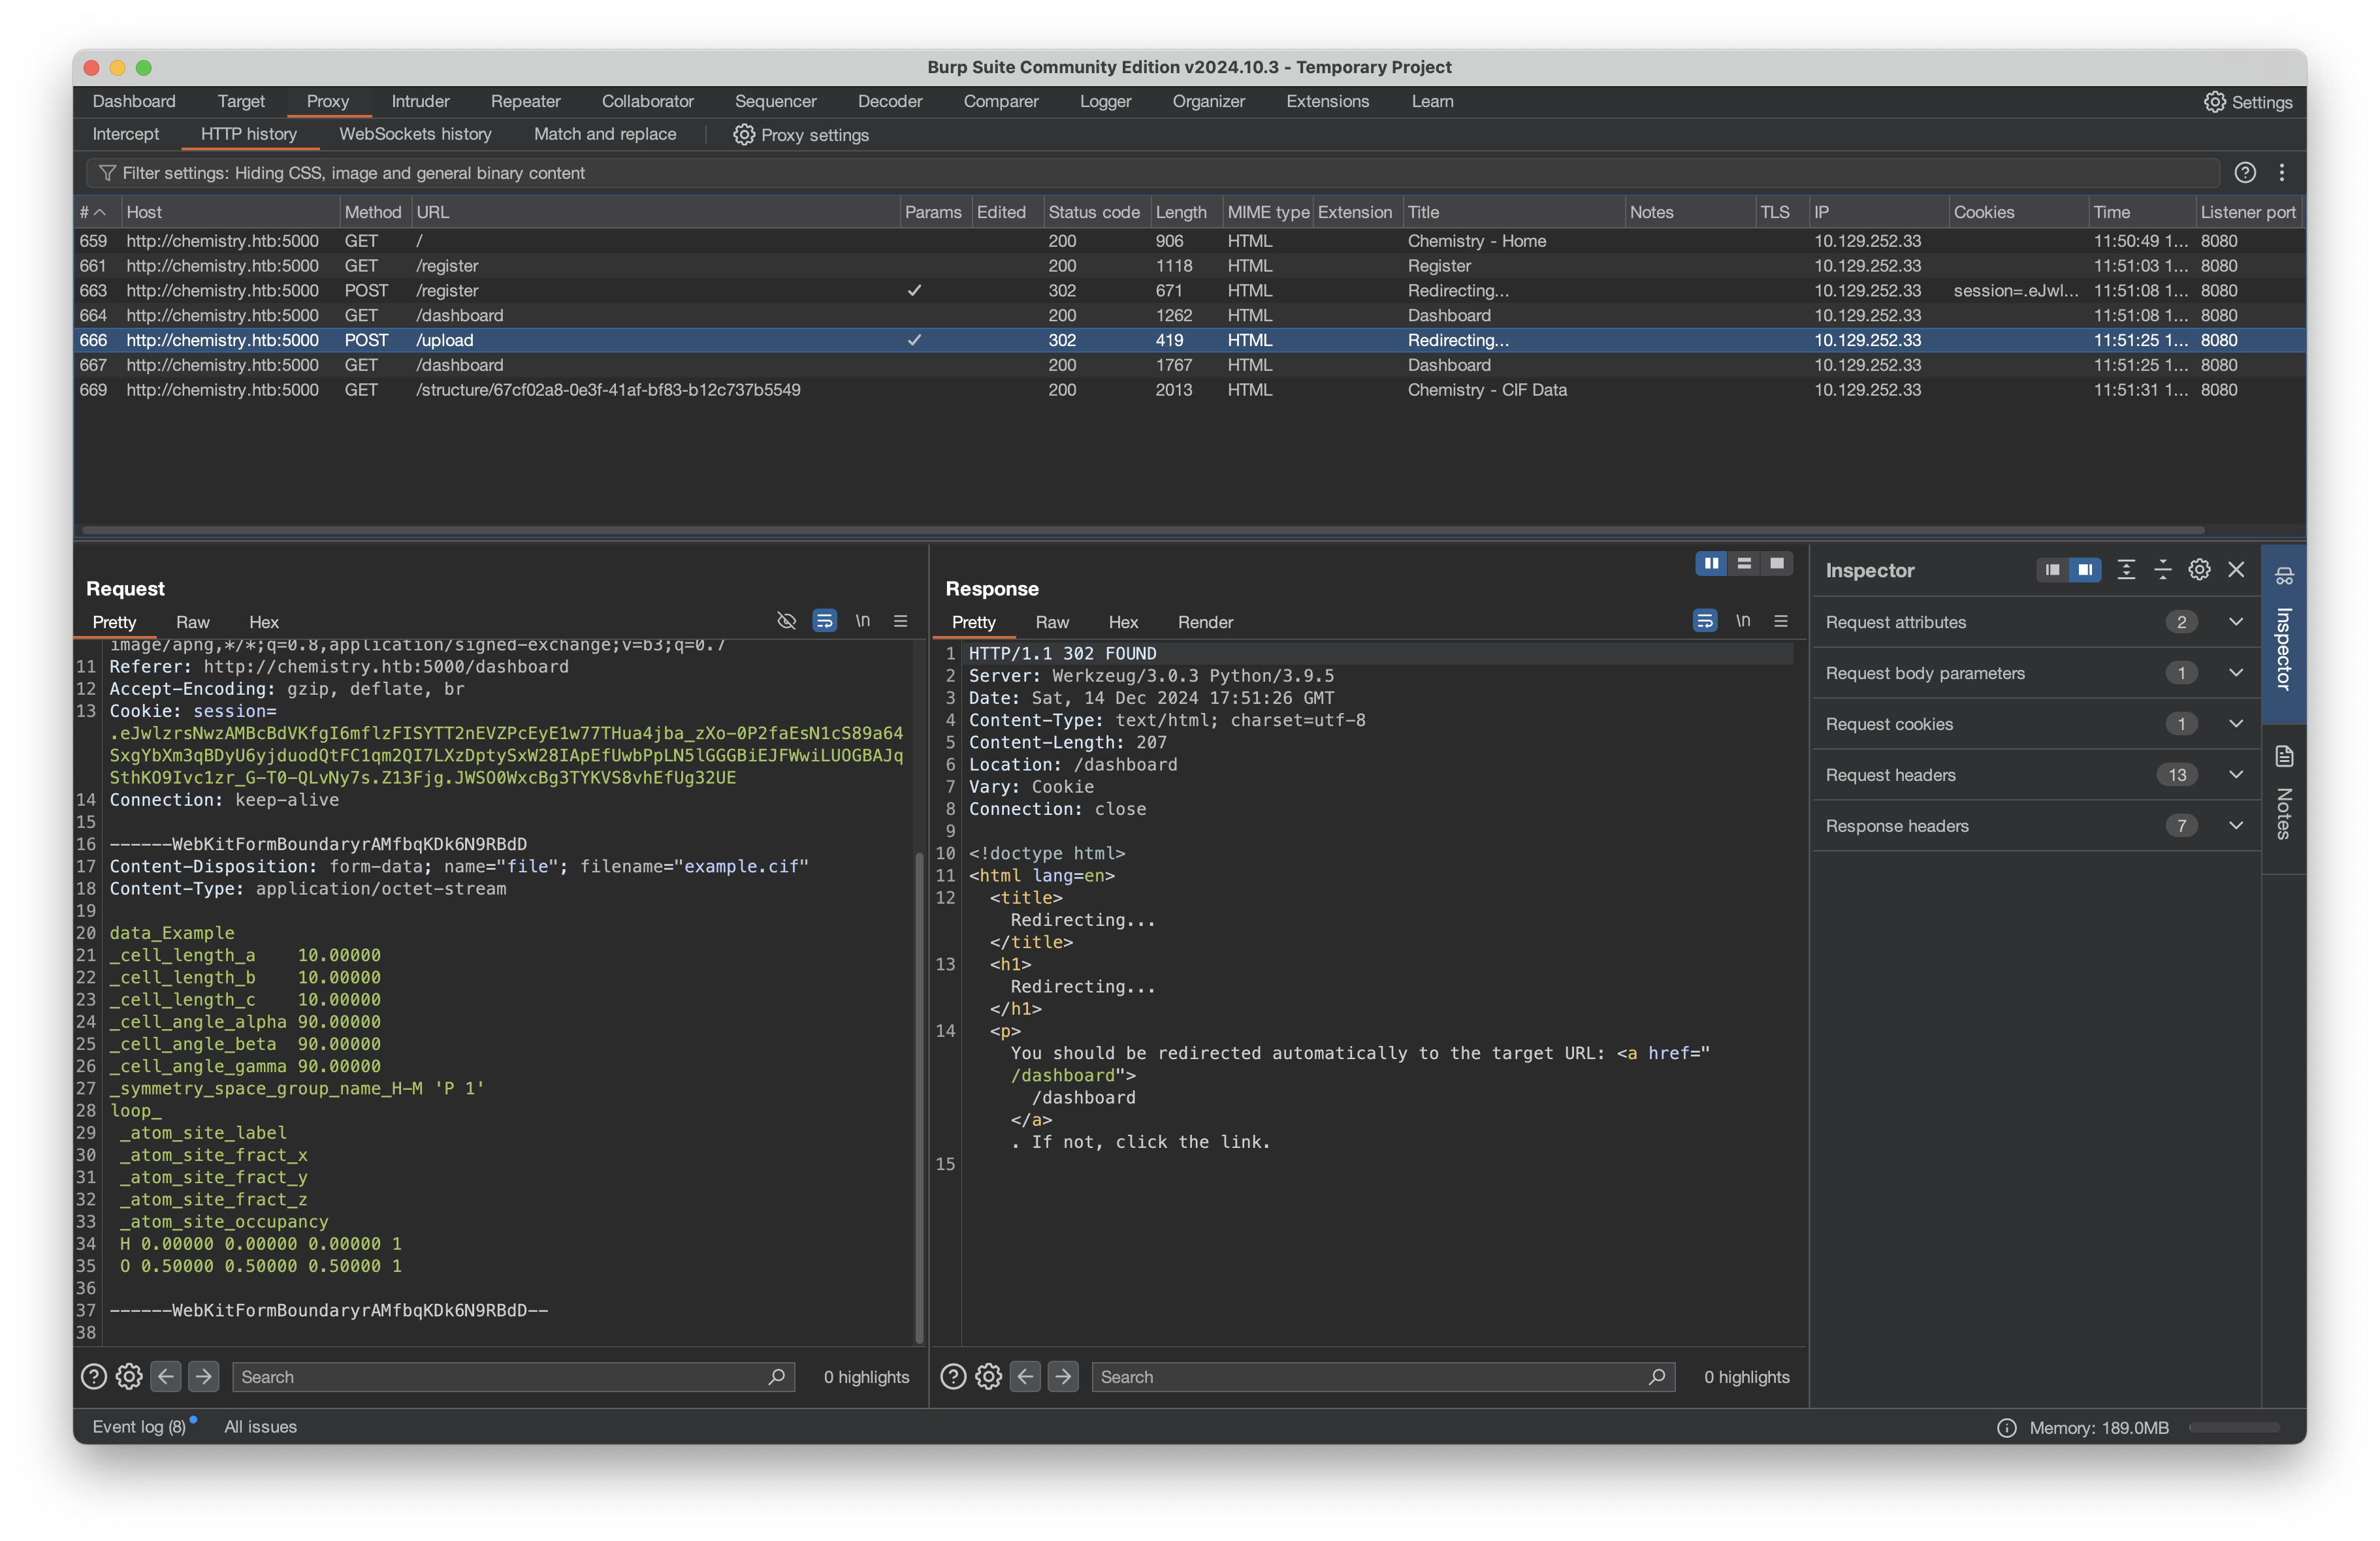 Burp Suite Community Edition v2024.10.3 - Temporary Project
Dashboard Target Proxy Intruder Repeater Collaborator Sequencer Decoder Comparer Logger Organizer Extensions Learn Settings
Intercept HTTP history WebSockets history Match and replace Proxy settings
Filter settings: Hiding CSS, image and general binary content
# Host Method URL Params Edited Status code Length MIME type Extension Title Notes TLS IP Cookies Time Listener port
659 http://chemistry.htb:5000 GET / 200 906 HTML Chemistry - Home 10.129.252.33 11:50:49 1... 8080
661 http://chemistry.htb:5000 GET /register 200 1118 HTML Register 10.129.252.33 11:51:03 1... 8080
663 http://chemistry.htb:5000 POST /register ✓ 302 671 HTML Redirecting... 10.129.252.33 session=.eJwl... 11:51:08 1... 8080
664 http://chemistry.htb:5000 GET /dashboard 200 1262 HTML Dashboard 10.129.252.33 11:51:08 1... 8080
666 http://chemistry.htb:5000 POST /upload ✓ 302 419 HTML Redirecting... 10.129.252.33 11:51:25 1... 8080
667 http://chemistry.htb:5000 GET /dashboard 200 1767 HTML Dashboard 10.129.252.33 11:51:25 1... 8080
669 http://chemistry.htb:5000 GET /structure/67cf02a8-0e3f-41af-bf83-b12c737b5549 200 2013 HTML Chemistry - CIF Data 10.129.252.33 11:51:31 1... 8080
Request
Pretty Raw Hex \n
image/apng,*/*;q=0.8,application/signed-exchange;v=b3;q=0.7
11 Referer: http://chemistry.htb:5000/dashboard
12 Accept-Encoding: gzip, deflate, br
13 Cookie: session=
.eJwlzrsNwzAMBcBdVKfgI6mflzFISYTT2nEVZPcEyE1w77THua4jba_zXo-0P2faEsN1cS89a64
SxgYbXm3qBDyU6yjduodQtFC1qm2QI7LXzDptySxW28IApEfUwbPpLN5lGGGBiEJFWwiLUOGBAJq
SthKO9Ivc1zr_G-T0-QLvNy7s.Z13Fjg.JWSO0WxcBg3TYKVS8vhEfUg32UE
14 Connection: keep-alive
15
16 ------WebKitFormBoundaryrAMfbqKDk6N9RBdD
17 Content-Disposition: form-data; name="file"; filename="example.cif"
18 Content-Type: application/octet-stream
19
20 data_Example
21 _cell_length_a 10.00000
22 _cell_length_b 10.00000
23 _cell_length_c 10.00000
24 _cell_angle_alpha 90.00000
25 _cell_angle_beta 90.00000
26 _cell_angle_gamma 90.00000
27 _symmetry_space_group_name_H-M 'P 1'
28 loop_
29 _atom_site_label
30 _atom_site_fract_x
31 _atom_site_fract_y
32 _atom_site_fract_z
33 _atom_site_occupancy
34 H 0.00000 0.00000 0.00000 1
35 O 0.50000 0.50000 0.50000 1
36
37 ------WebKitFormBoundaryrAMfbqKDk6N9RBdD--
38
Search 0 highlights
Response
Pretty Raw Hex Render \n
1 HTTP/1.1 302 FOUND
2 Server: Werkzeug/3.0.3 Python/3.9.5
3 Date: Sat, 14 Dec 2024 17:51:26 GMT
4 Content-Type: text/html; charset=utf-8
5 Content-Length: 207
6 Location: /dashboard
7 Vary: Cookie
8 Connection: close
9
10 <!doctype html>
11 <html lang=en>
12 <title>
Redirecting...
</title>
13 <h1>
Redirecting...
</h1>
14 <p>
You should be redirected automatically to the target URL: <a href="
/dashboard">
/dashboard
</a>
. If not, click the link.
15
Search 0 highlights
Inspector
Request attributes 2
Request body parameters 1
Request cookies 1
Request headers 13
Response headers 7
Inspector
Notes
Event log (8) All issues Memory: 189.0MB